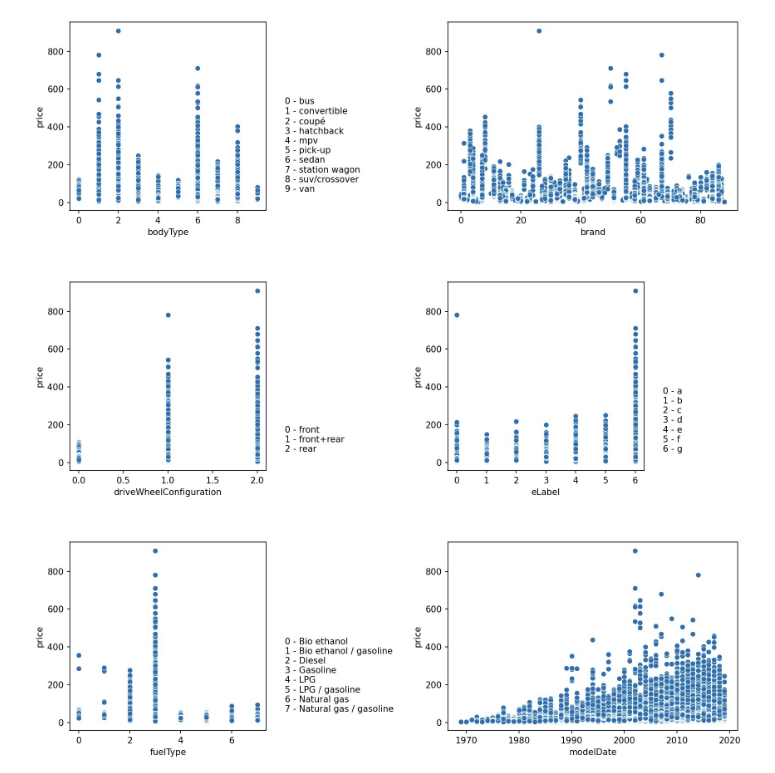 800
600
400
200
0
price
0 2 4 6 8
bodyType
0 - bus
1 - convertible
2 - coupé
3 - hatchback
4 - mpv
5 - pick-up
6 - sedan
7 - station wagon
8 - suv/crossover
9 - van
800
600
400
200
0
price
0 20 40 60 80
brand
800
600
400
200
0
price
0.0 0.5 1.0 1.5 2.0
driveWheelConfiguration
0 - front
1 - front+rear
2 - rear
800
600
400
200
0
price
0 1 2 3 4 5 6
eLabel
0 - a
1 - b
2 - c
3 - d
4 - e
5 - f
6 - g
800
600
400
200
0
price
0 2 4 6
fuelType
0 - Bio ethanol
1 - Bio ethanol / gasoline
2 - Diesel
3 - Gasoline
4 - LPG
5 - LPG / gasoline
6 - Natural gas
7 - Natural gas / gasoline
800
600
400
200
0
price
1970 1980 1990 2000 2010 2020
modelDate